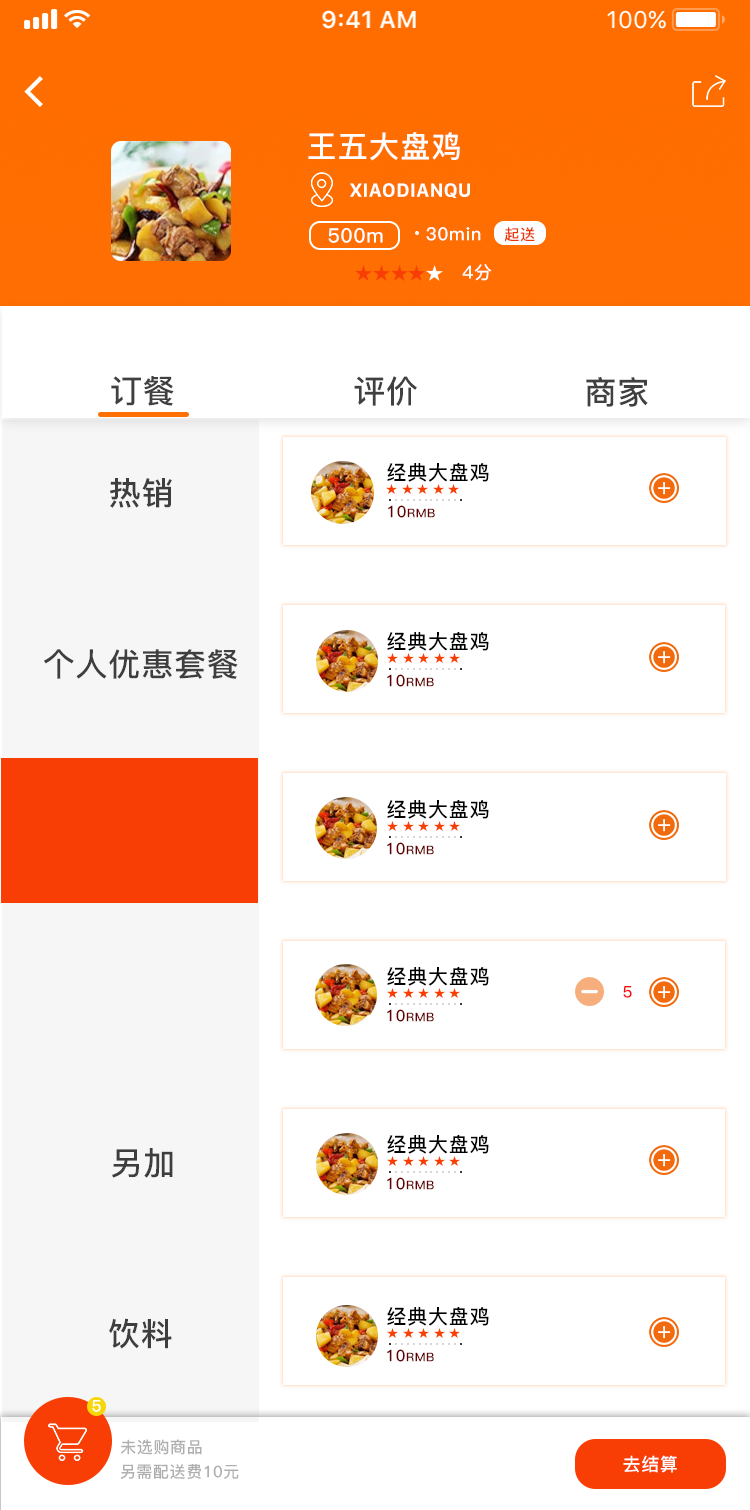 9:41 AM
100%
王五大盘鸡
XIAODIANQU
500m
·30min
起送
4分
订餐
评价
商家
热销
个人优惠套餐
另加
饮料
经典大盘鸡
10RMB
经典大盘鸡
10RMB
经典大盘鸡
10RMB
经典大盘鸡
10RMB
5
经典大盘鸡
10RMB
经典大盘鸡
10RMB
5
未选购商品
另需配送费10元
去结算